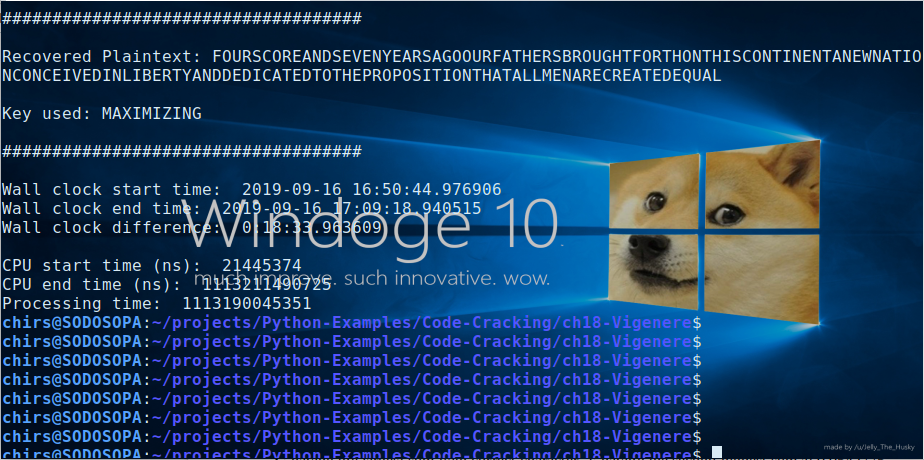 ####################################
Recovered Plaintext: FOURSCOREANDSEVENYEARSAGOOURFATHERSBROUGHTFORTHONTHISCONTINENTANEWNATIO
NCONCEIVEDINLIBERTYANDDEDICATEDTOTHEPROPOSITIONTHATALLMENARECREATEDEQUAL
Key used: MAXIMIZING
####################################
Wall clock start time:  2019-09-16 16:50:44.976906
Wall clock end time:  2019-09-16 17:09:18.940515
Wall clock difference:  0:18:33.963609
Windoge 10
CPU start time (ns):  21445374
much improve. such innovative. wow.
CPU end time (ns):  1113211490725
Processing time:  1113190045351
chirs@SODOSOPA:~/projects/Python-Examples/Code-Cracking/ch18-Vigenere$
chirs@SODOSOPA:~/projects/Python-Examples/Code-Cracking/ch18-Vigenere$
chirs@SODOSOPA:~/projects/Python-Examples/Code-Cracking/ch18-Vigenere$
chirs@SODOSOPA:~/projects/Python-Examples/Code-Cracking/ch18-Vigenere$
chirs@SODOSOPA:~/projects/Python-Examples/Code-Cracking/ch18-Vigenere$
chirs@SODOSOPA:~/projects/Python-Examples/Code-Cracking/ch18-Vigenere$
chirs@SODOSOPA:~/projects/Python-Examples/Code-Cracking/ch18-Vigenere$
chirs@SODOSOPA:~/projects/Python-Examples/Code-Cracking/ch18-Vigenere$
made by /u/Jelly_The_Husky